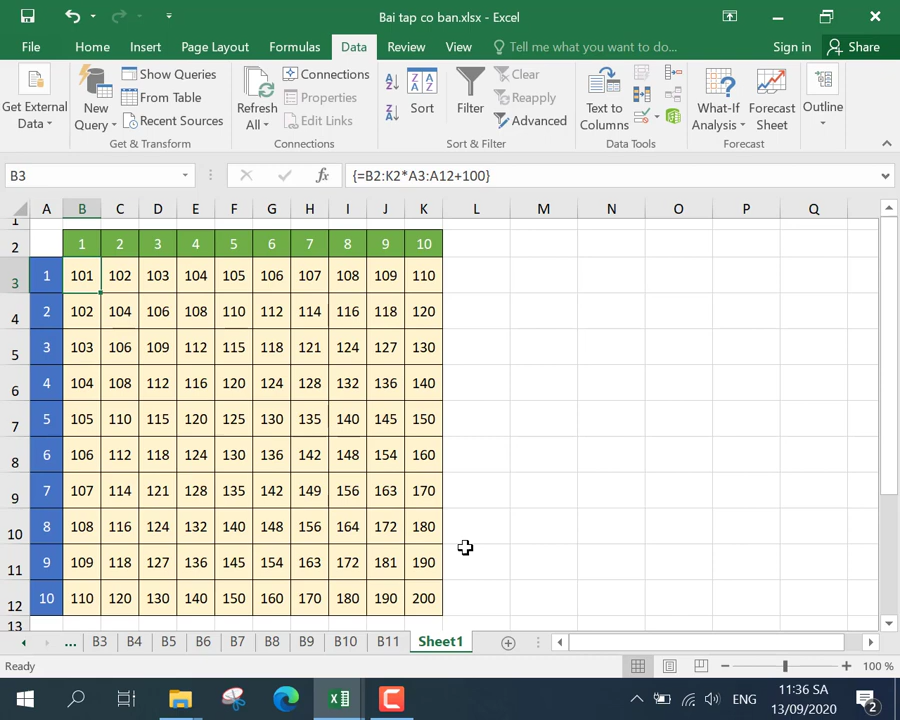 Bai tap co ban.xlsx - Excel
File Home Insert Page Layout Formulas Data Review View Tell me what you want to do... Sign in Share
Get External Data
New Query
Show Queries
From Table
Recent Sources
Get & Transform
Refresh All
Connections
Properties
Edit Links
Connections
Sort
Filter
Clear
Reapply
Advanced
Sort & Filter
Text to Columns
Data Tools
What-If Analysis
Forecast Sheet
Forecast
Outline
B3 fx {=B2:K2*A3:A12+100}
A B C D E F G H I J K L M N O P Q
1
2 1 2 3 4 5 6 7 8 9 10
3 1 101 102 103 104 105 106 107 108 109 110
4 2 102 104 106 108 110 112 114 116 118 120
5 3 103 106 109 112 115 118 121 124 127 130
6 4 104 108 112 116 120 124 128 132 136 140
7 5 105 110 115 120 125 130 135 140 145 150
8 6 106 112 118 124 130 136 142 148 154 160
9 7 107 114 121 128 135 142 149 156 163 170
10 8 108 116 124 132 140 148 156 164 172 180
11 9 109 118 127 136 145 154 163 172 181 190
12 10 110 120 130 140 150 160 170 180 190 200
13
... B3 B4 B5 B6 B7 B8 B9 B10 B11 Sheet1
Ready 100 %
ENG 11:36 SA
13/09/2020 2